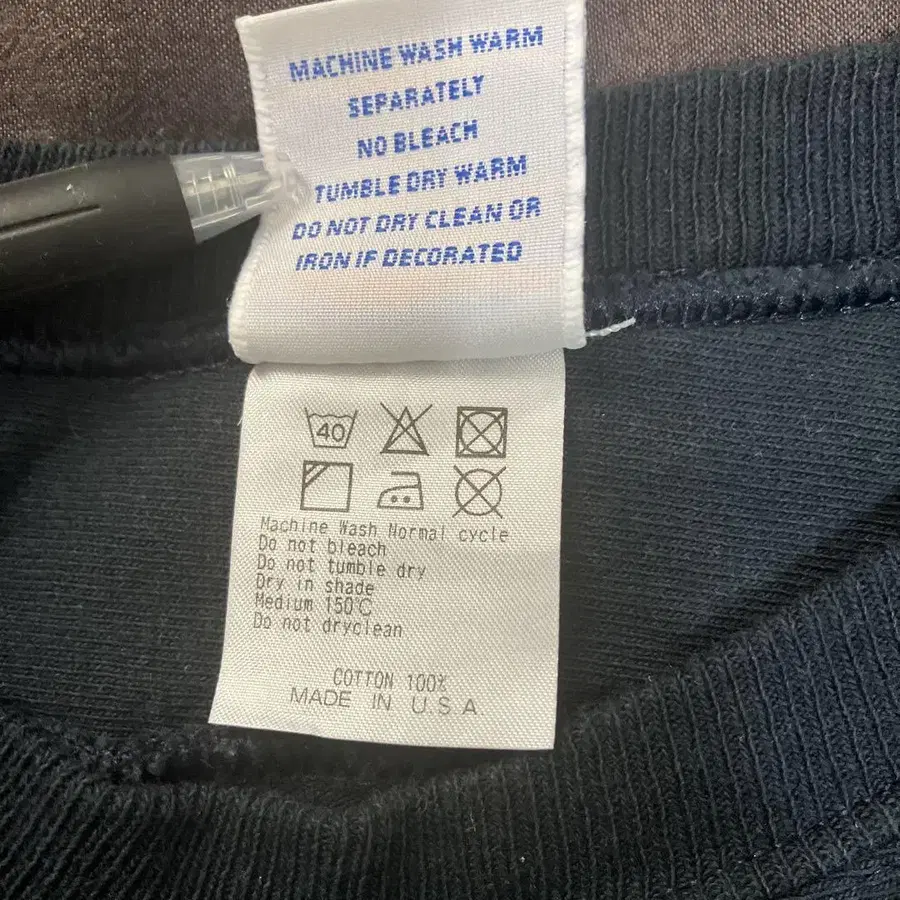 MACHINE WASH WARM
SEPARATELY
NO BLEACH
TUMBLE DRY WARM
DO NOT DRY CLEAN OR
IRON IF DECORATED
40
Machine Wash Normal cycle
Do not bleach
Do not tumble dry
Dry in shade
Medium 150℃
Do not dryclean
COTTON 100%
MADE IN U.S.A